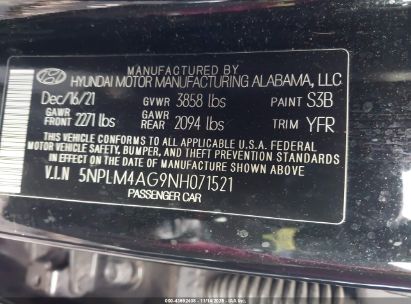 MANUFACTURED BY
HYUNDAI MOTOR MANUFACTURING ALABAMA, LLC
Dec/16/21 GVWR 3858 lbs PAINT S3B
GAWR FRONT 2271 lbs GAWR REAR 2094 lbs TRIM YFR
THIS VEHICLE CONFORMS TO ALL APPLICABLE U.S.A FEDERAL
MOTOR VEHICLE SAFETY, BUMPER, AND THEFT PREVENTION STANDARDS
IN EFFECT ON THE DATE OF MANUFACTURE SHOWN ABOVE.
V.I.N 5NPLM4AG9NH071521
PASSENGER CAR